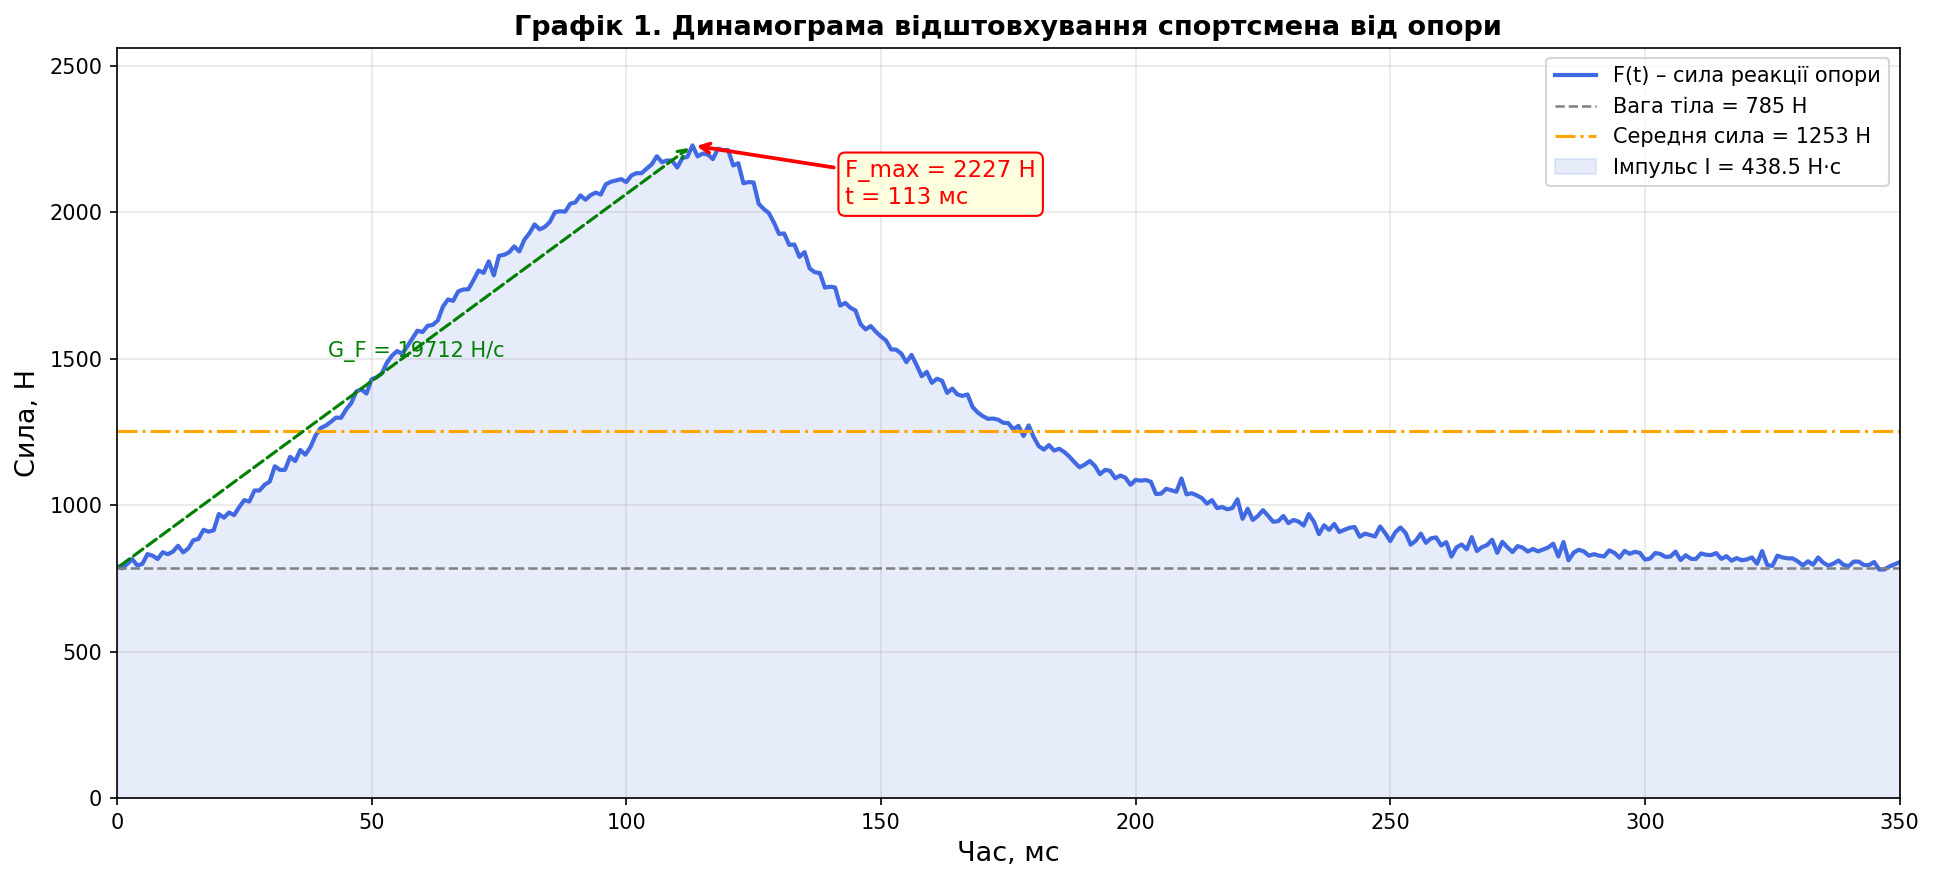 Графік 1. Динамограма відштовхування спортсмена від опори
F(t) – сила реакції опори
Вага тіла = 785 Н
Середня сила = 1253 Н
Імпульс I = 438.5 Н·с
F_max = 2227 Н
t = 113 мс
G_F = 19712 Н/с
Сила, Н
2500
2000
1500
1000
500
0
0 50 100 150 200 250 300 350
Час, мс